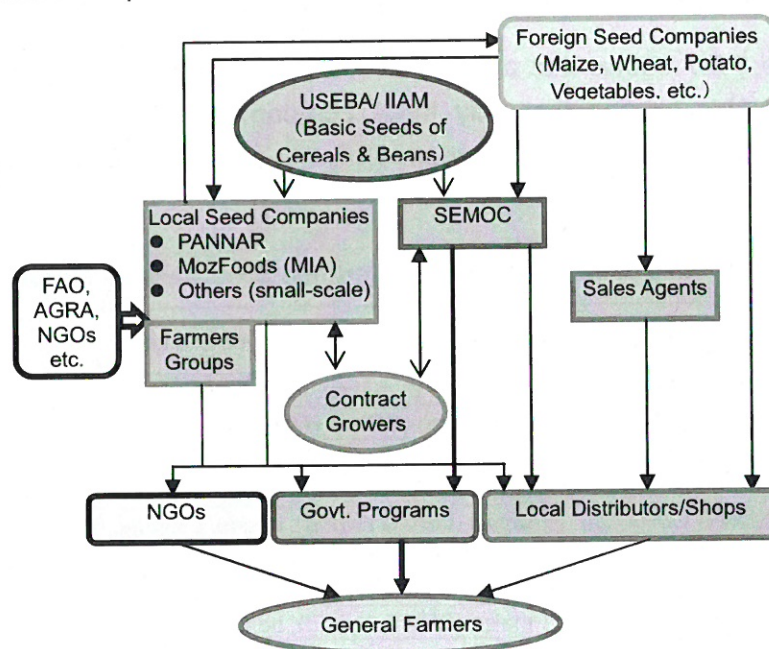 Foreign Seed Companies
(Maize, Wheat, Potato,
Vegetables, etc.)
USEBA/ IIAM
(Basic Seeds of
Cereals & Beans)
Local Seed Companies
● PANNAR
● MozFoods (MIA)
● Others (small-scale)
SEMOC
FAO,
AGRA,
NGOs
etc.
Farmers
Groups
Sales Agents
Contract
Growers
NGOs
Govt. Programs
Local Distributors/Shops
General Farmers